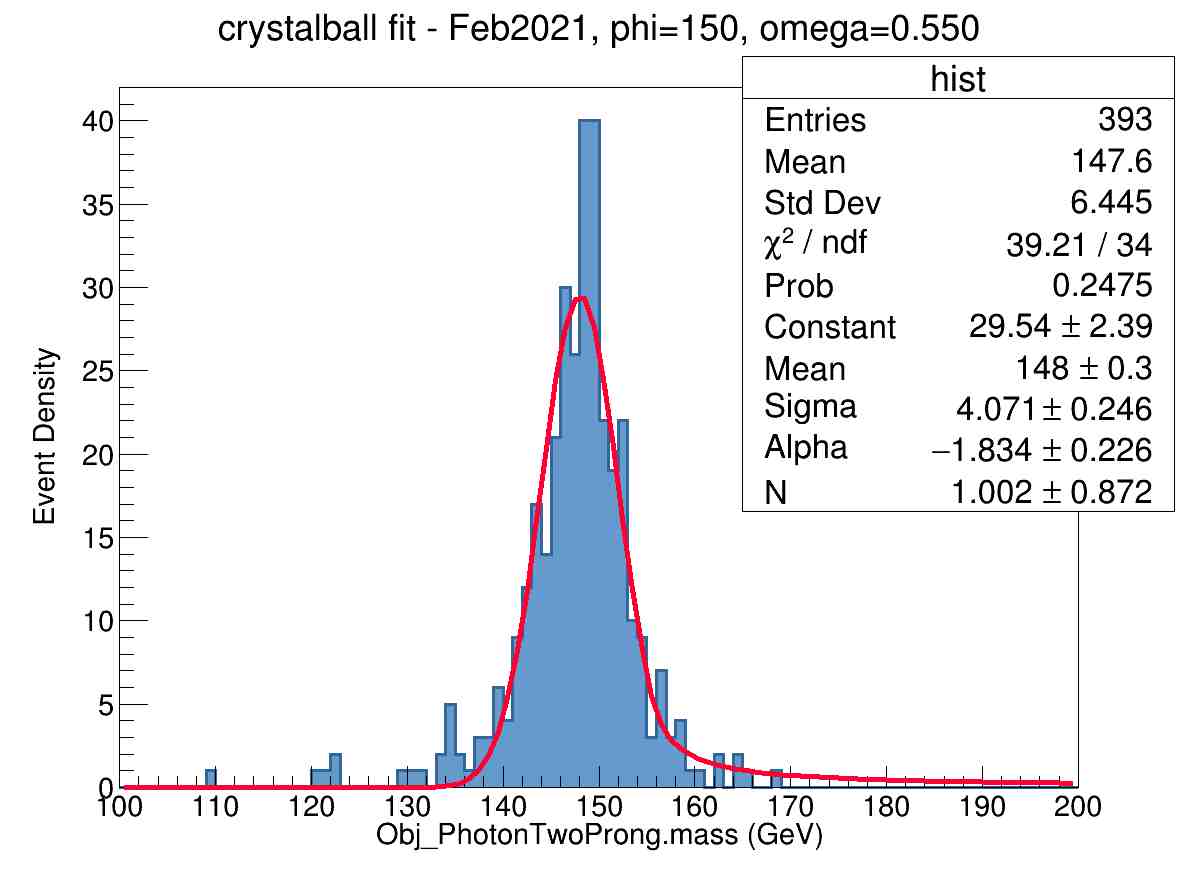 crystalball fit - Feb2021, phi=150, omega=0.550
hist
Entries 393
Mean 147.6
Std Dev 6.445
χ² / ndf 39.21 / 34
Prob 0.2475
Constant 29.54 ± 2.39
Mean 148 ± 0.3
Sigma 4.071 ± 0.246
Alpha −1.834 ± 0.226
N 1.002 ± 0.872
Event Density
40
35
30
25
20
15
10
5
0
100 110 120 130 140 150 160 170 180 190 200
Obj_PhotonTwoProng.mass (GeV)